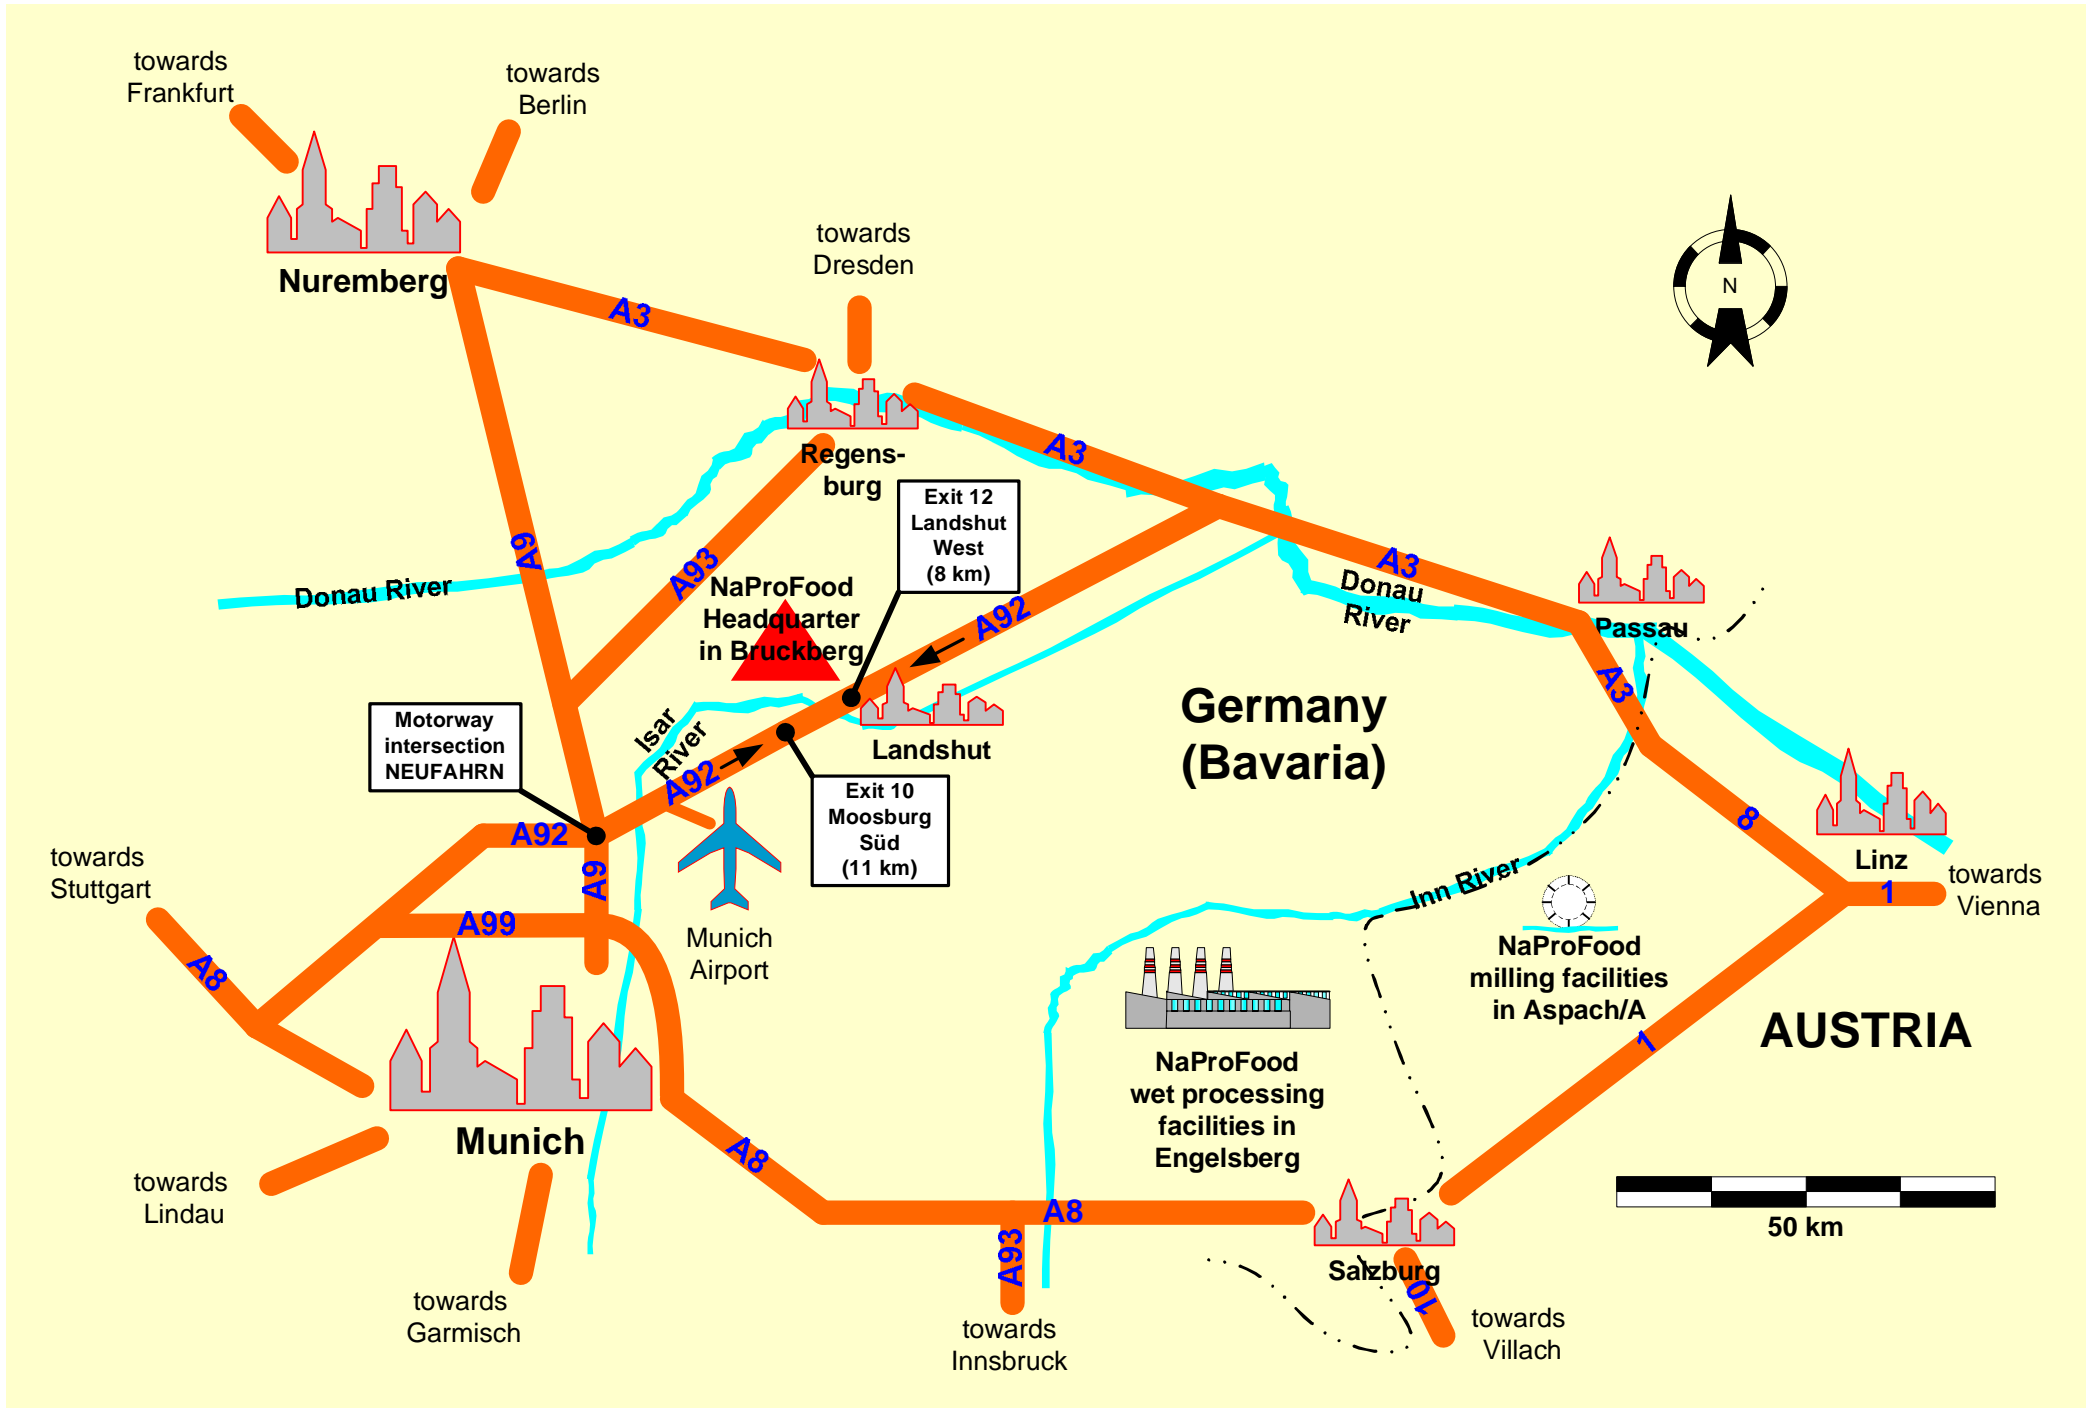 towards
Frankfurt
towards
Berlin
Nuremberg
towards
Dresden
N
A3
Regens-
burg
A3
Exit 12
Landshut
West
(8 km)
A9
A93
A3
Donau River
Donau
River
NaProFood
Headquarter
in Bruckberg
A92
Passau
A3
Motorway
intersection
NEUFAHRN
Isar
River
A92
Landshut
Germany
(Bavaria)
Exit 10
Moosburg
Süd
(11 km)
A92
8
Linz
1
towards
Vienna
towards
Stuttgart
A9
A99
Inn River
Munich
Airport
NaProFood
milling facilities
in Aspach/A
A8
AUSTRIA
1
NaProFood
wet processing
facilities in
Engelsberg
Munich
A8
towards
Lindau
A8
A93
50 km
Salzburg
10
towards
Garmisch
towards
Innsbruck
towards
Villach